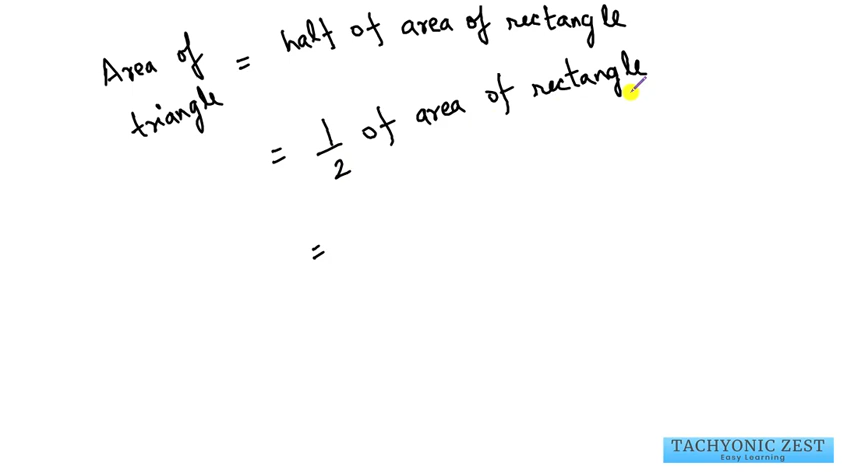 Area of triangle = half of area of rectangle
= 1/2 of area of rectangle
=
TACHYONIC ZEST
Easy Learning